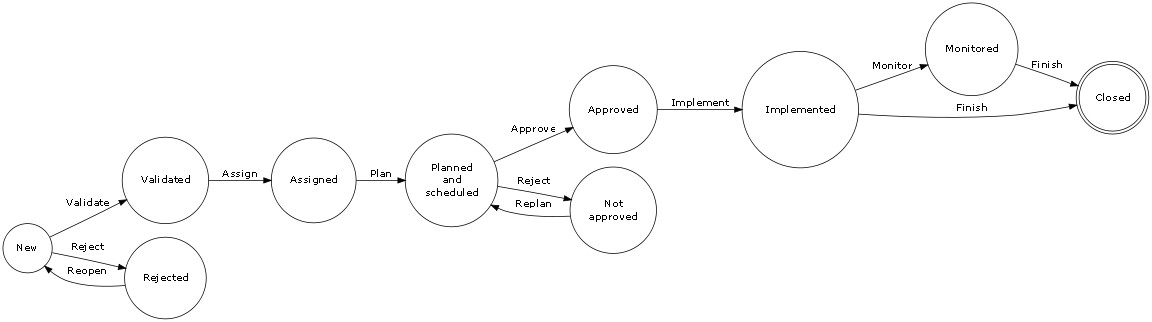 New
Validate
Reject
Reopen
Validated
Rejected
Assign
Assigned
Plan
Planned
and
scheduled
Approve
Reject
Replan
Approved
Not
approved
Implement
Implemented
Monitor
Monitored
Finish
Finish
Closed